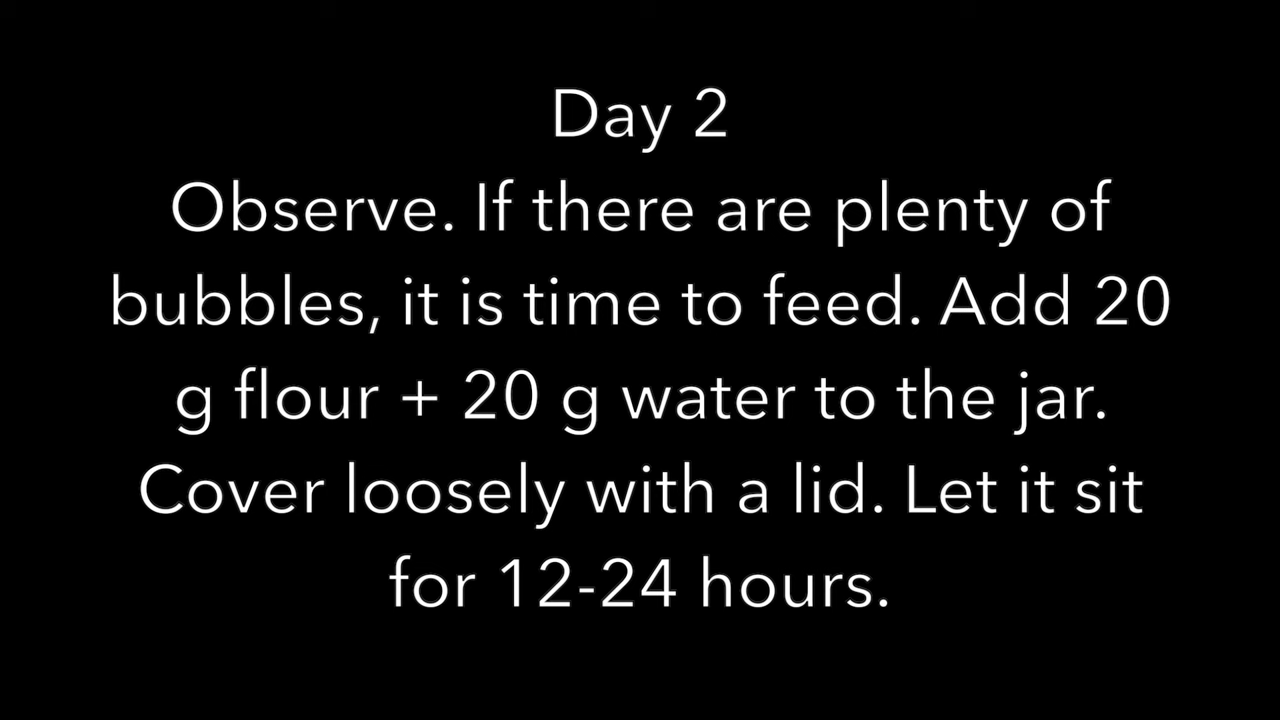 Day 2
Observe. If there are plenty of
bubbles, it is time to feed. Add 20
g flour + 20 g water to the jar.
Cover loosely with a lid. Let it sit
for 12-24 hours.